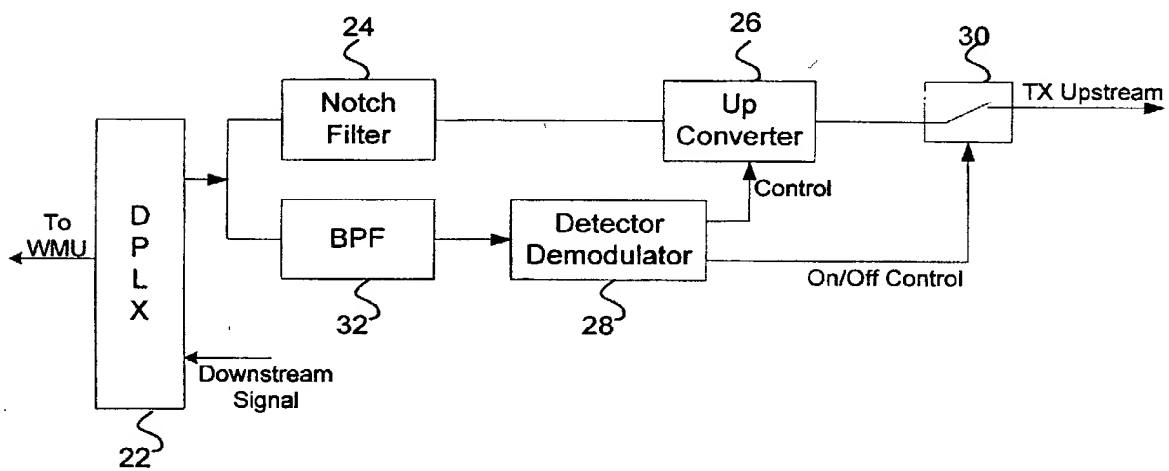 24
26
30
Notch
Filter
Up
Converter
TX Upstream
Control
To
WMU
D
P
L
X
BPF
Detector
Demodulator
On/Off Control
32
28
Downstream
Signal
22